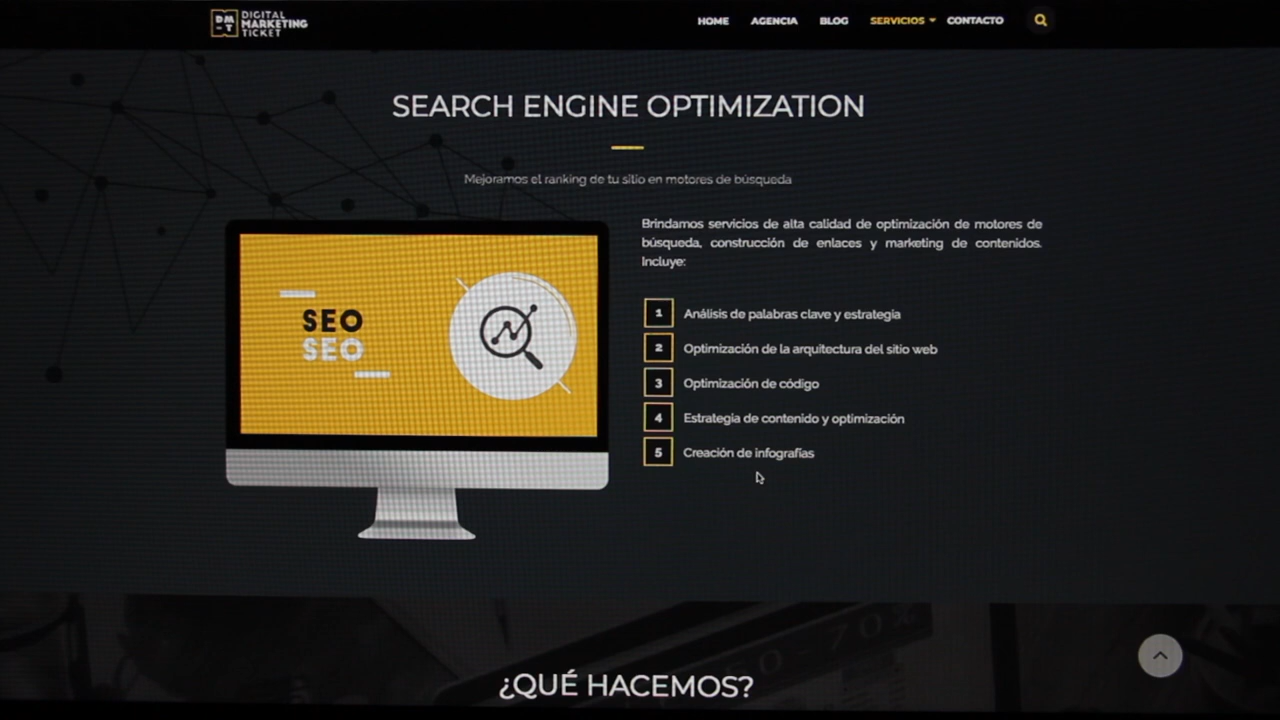 DM
-T
DIGITAL
MARKETING
TICKET
HOME AGENCIA BLOG SERVICIOS CONTACTO
SEARCH ENGINE OPTIMIZATION
Mejoramos el ranking de tu sitio en motores de búsqueda
SEO
SEO
Brindamos servicios de alta calidad de optimización de motores de
búsqueda, construcción de enlaces y marketing de contenidos.
Incluye:
1 Análisis de palabras clave y estrategia
2 Optimización de la arquitectura del sitio web
3 Optimización de código
4 Estrategia de contenido y optimización
5 Creación de infografías
¿QUÉ HACEMOS?